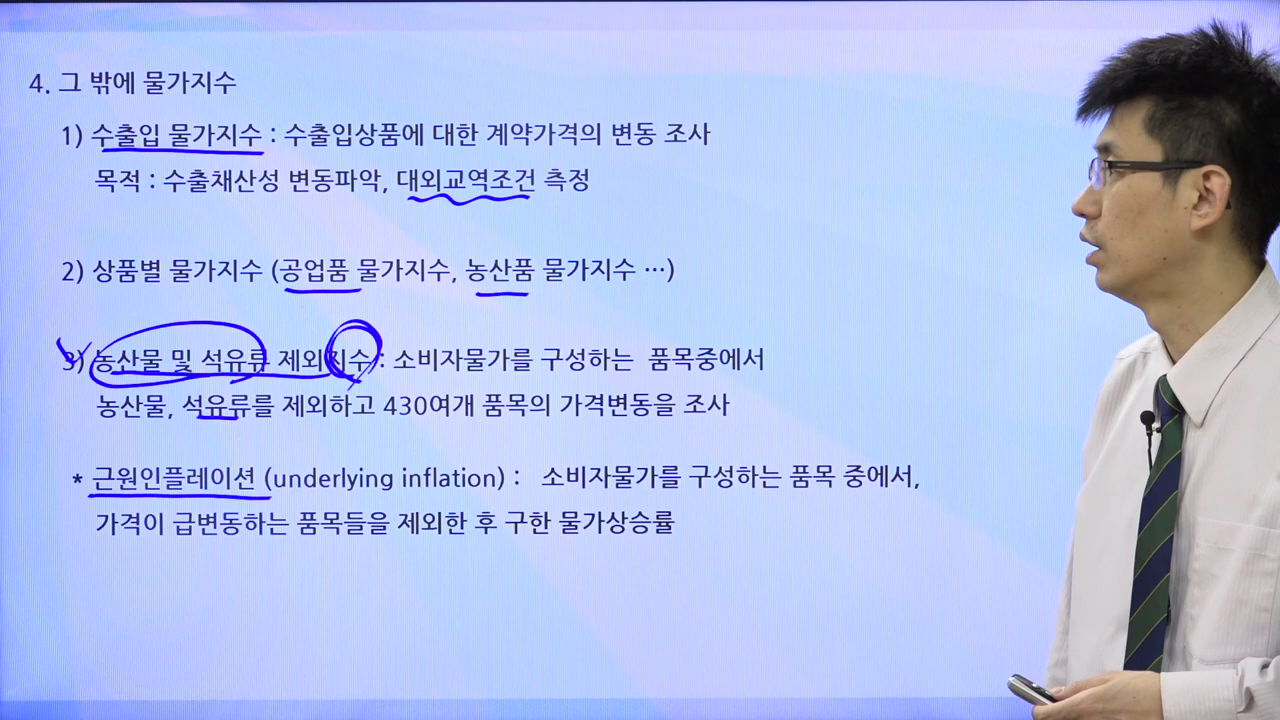 4. 그 밖에 물가지수
1) 수출입 물가지수 : 수출입상품에 대한 계약가격의 변동 조사
목적 : 수출채산성 변동파악, 대외교역조건 측정
2) 상품별 물가지수 (공업품 물가지수, 농산품 물가지수 …)
3) 농산물 및 석유류 제외지수 : 소비자물가를 구성하는 품목중에서
농산물, 석유류를 제외하고 430여개 품목의 가격변동을 조사
* 근원인플레이션 (underlying inflation) : 소비자물가를 구성하는 품목 중에서,
가격이 급변동하는 품목들을 제외한 후 구한 물가상승률